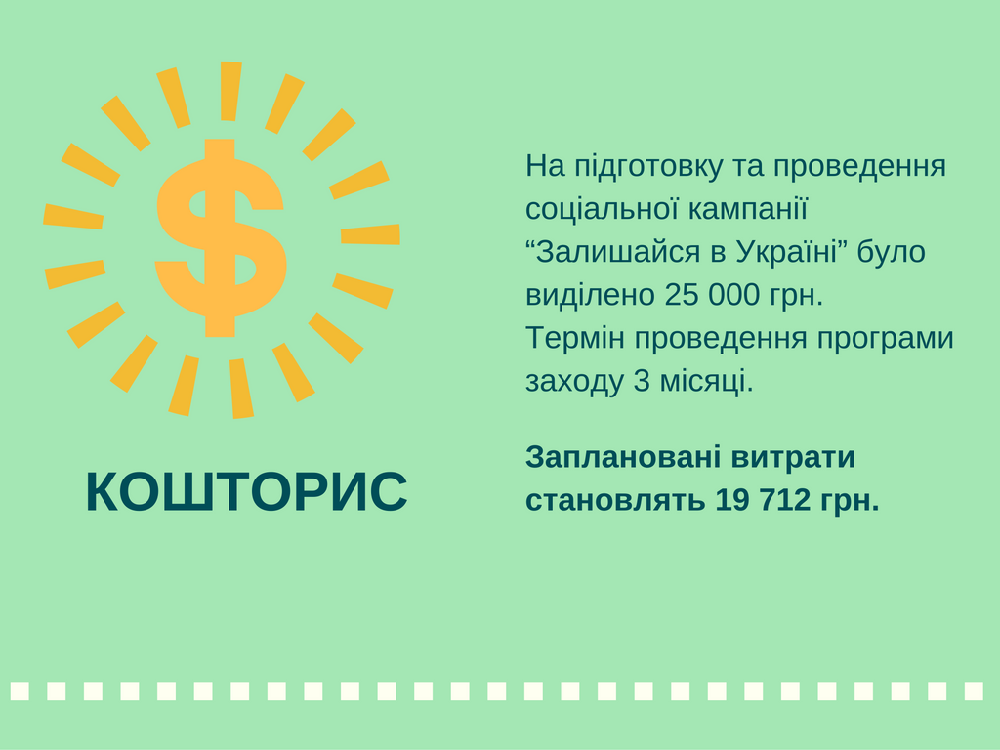 $
КОШТОРИС
На підготовку та проведення
соціальної кампанії
“Залишайся в Україні” було
виділено 25 000 грн.
Термін проведення програми
заходу 3 місяці.
Заплановані витрати
становлять 19 712 грн.